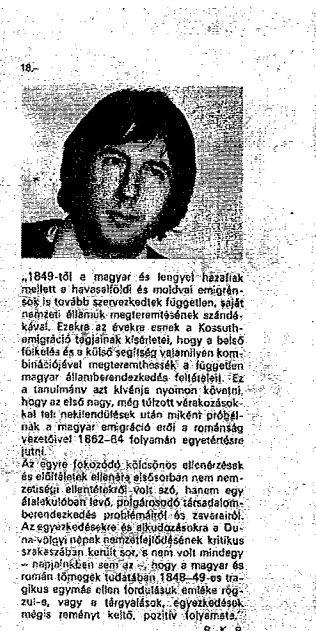 18,–
„1849-től a magyar és lengyel hazafiak
mellett a havasalföldi és moldvai emigrán-
sok is tovább szervezkedtek független, saját
nemzeti államuk megteremtésének szándé-
kával. Ezekre az évekre esnek a Kossuth-
emigráció tagjainak kísérletei, hogy a belső
fölkelés és a külső segítség valamilyen kom-
binációjével megteremthessék a független
magyar államberendezkedés feltételeit. Ez
a tanulmány azt kívánja nyomon követni,
hogy az első nagy, még túlzott várakozások-
kal teli nekilendülések után miként próbál-
nák a magyar emigráció erői a románság
vezetőivel 1862–64 folyamán egyetértésre
jutni.
Az egyre fokozódó kölcsönös ellenérzések
és előítéletek ellenére elsősorban nem nem-
zetiségi ellentétekről volt szó, hanem egy
átalakulóban lévő, polgárosodó társadalom-
berendezkedés problémáiról és zavarairól.
Az egyezkedésekre és alkudozásokra a Du-
na-völgyi népek nemzetfejlődésének kritikus
szakaszában került sor, s nem volt mindegy
– napjainkban sem az –, hogy a magyar és
román tömegek tudatában 1848–49-es tra-
gikus egymás ellen fordulásuk emléke rög-
zül-e, vagy a tárgyalások, egyezkedések
mégis reményt keltő, pozitív folyamata.”
B. K. B.